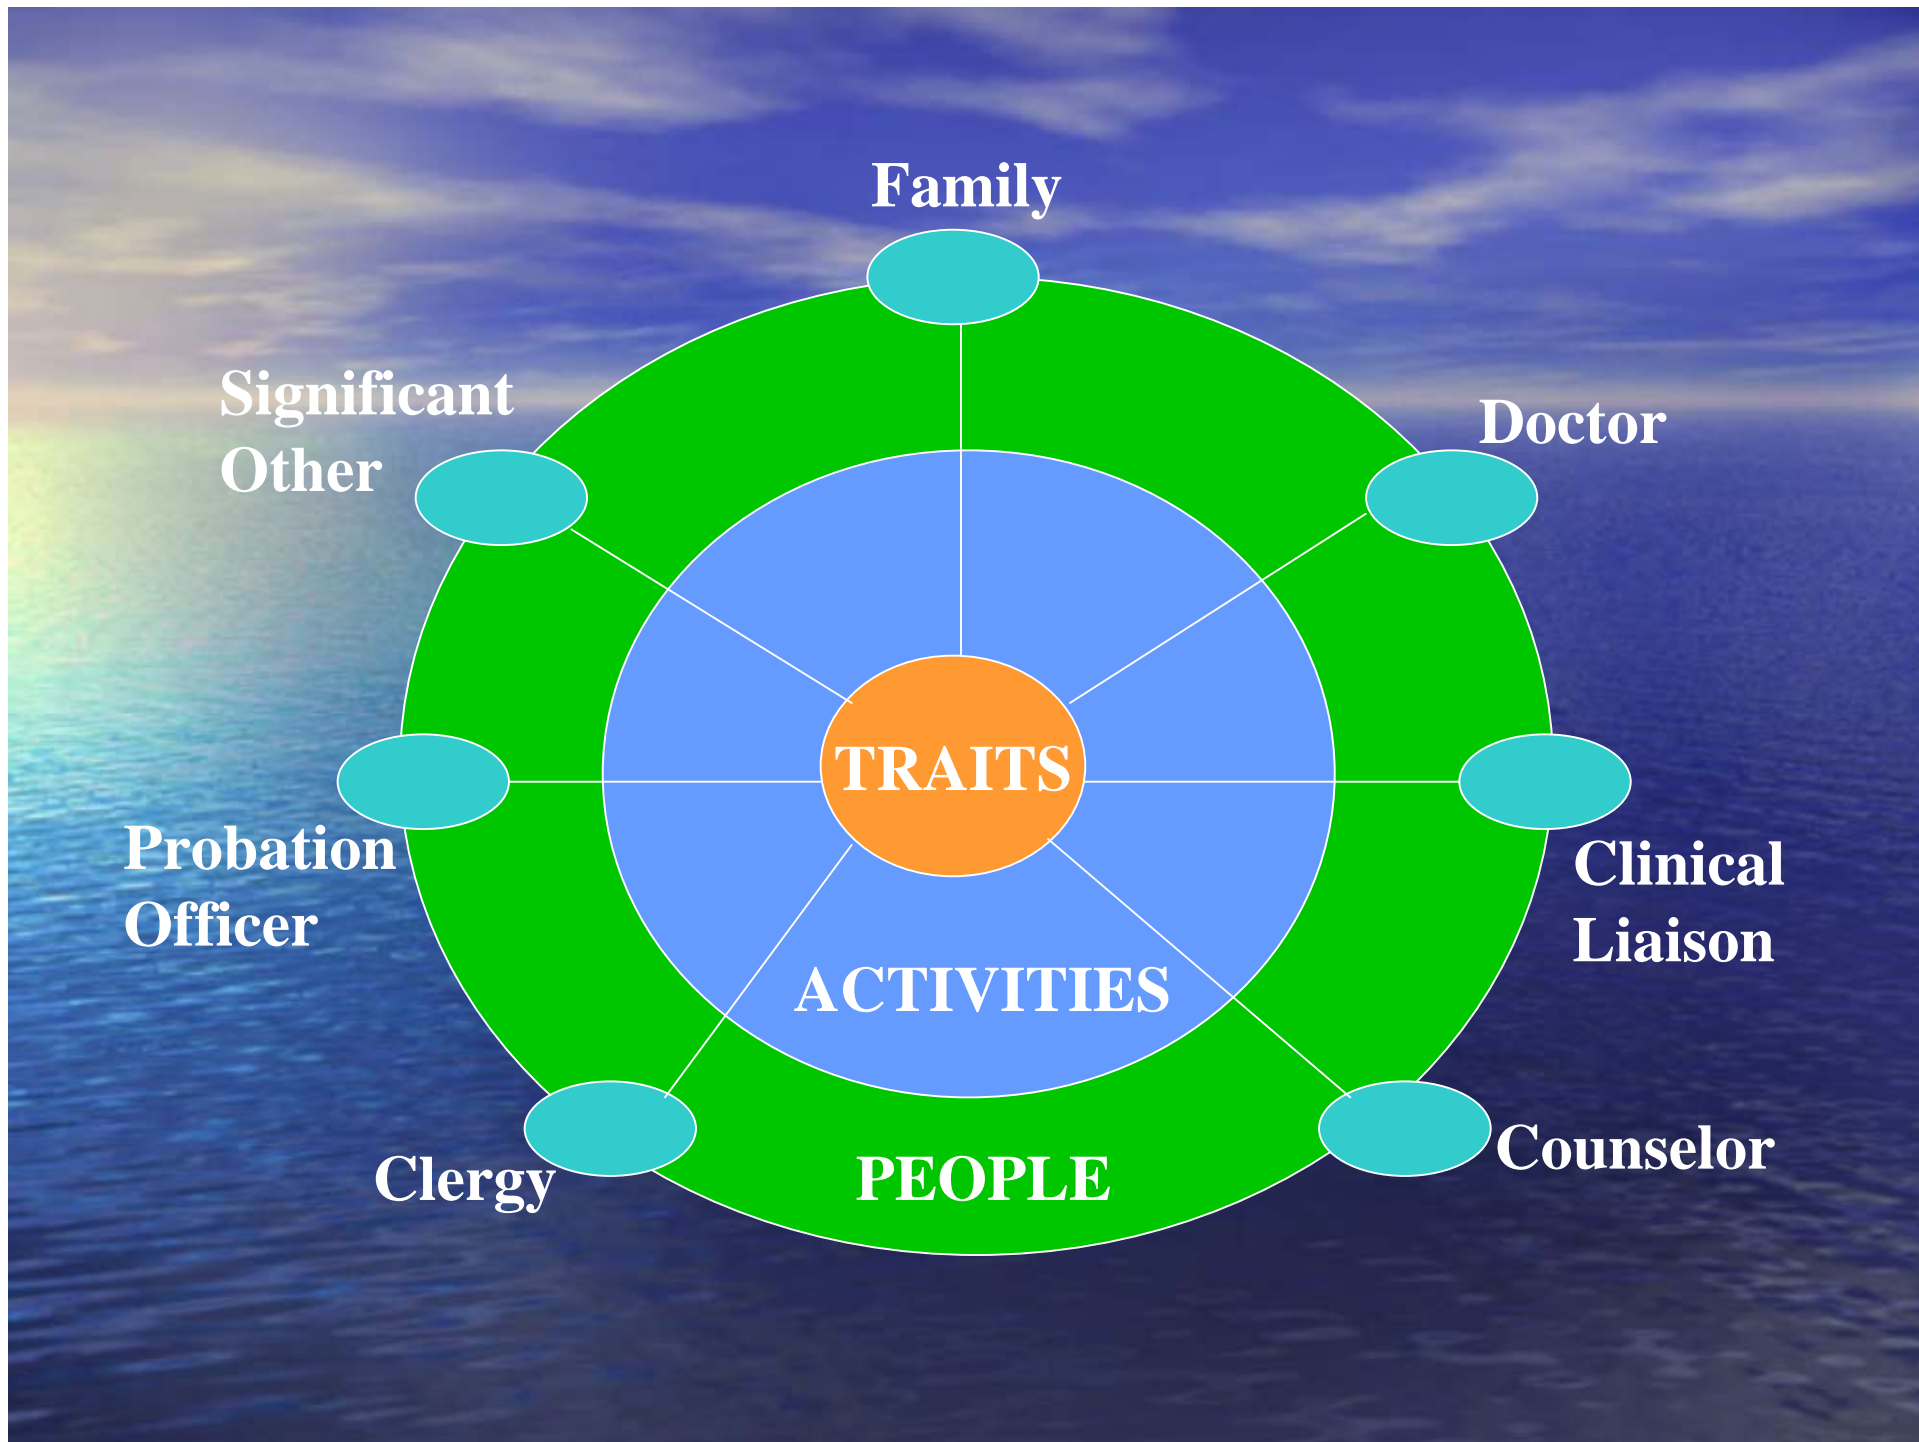 Family
Significant
Other
Doctor
TRAITS
Probation
Officer
Clinical
Liaison
ACTIVITIES
Counselor
Clergy
PEOPLE